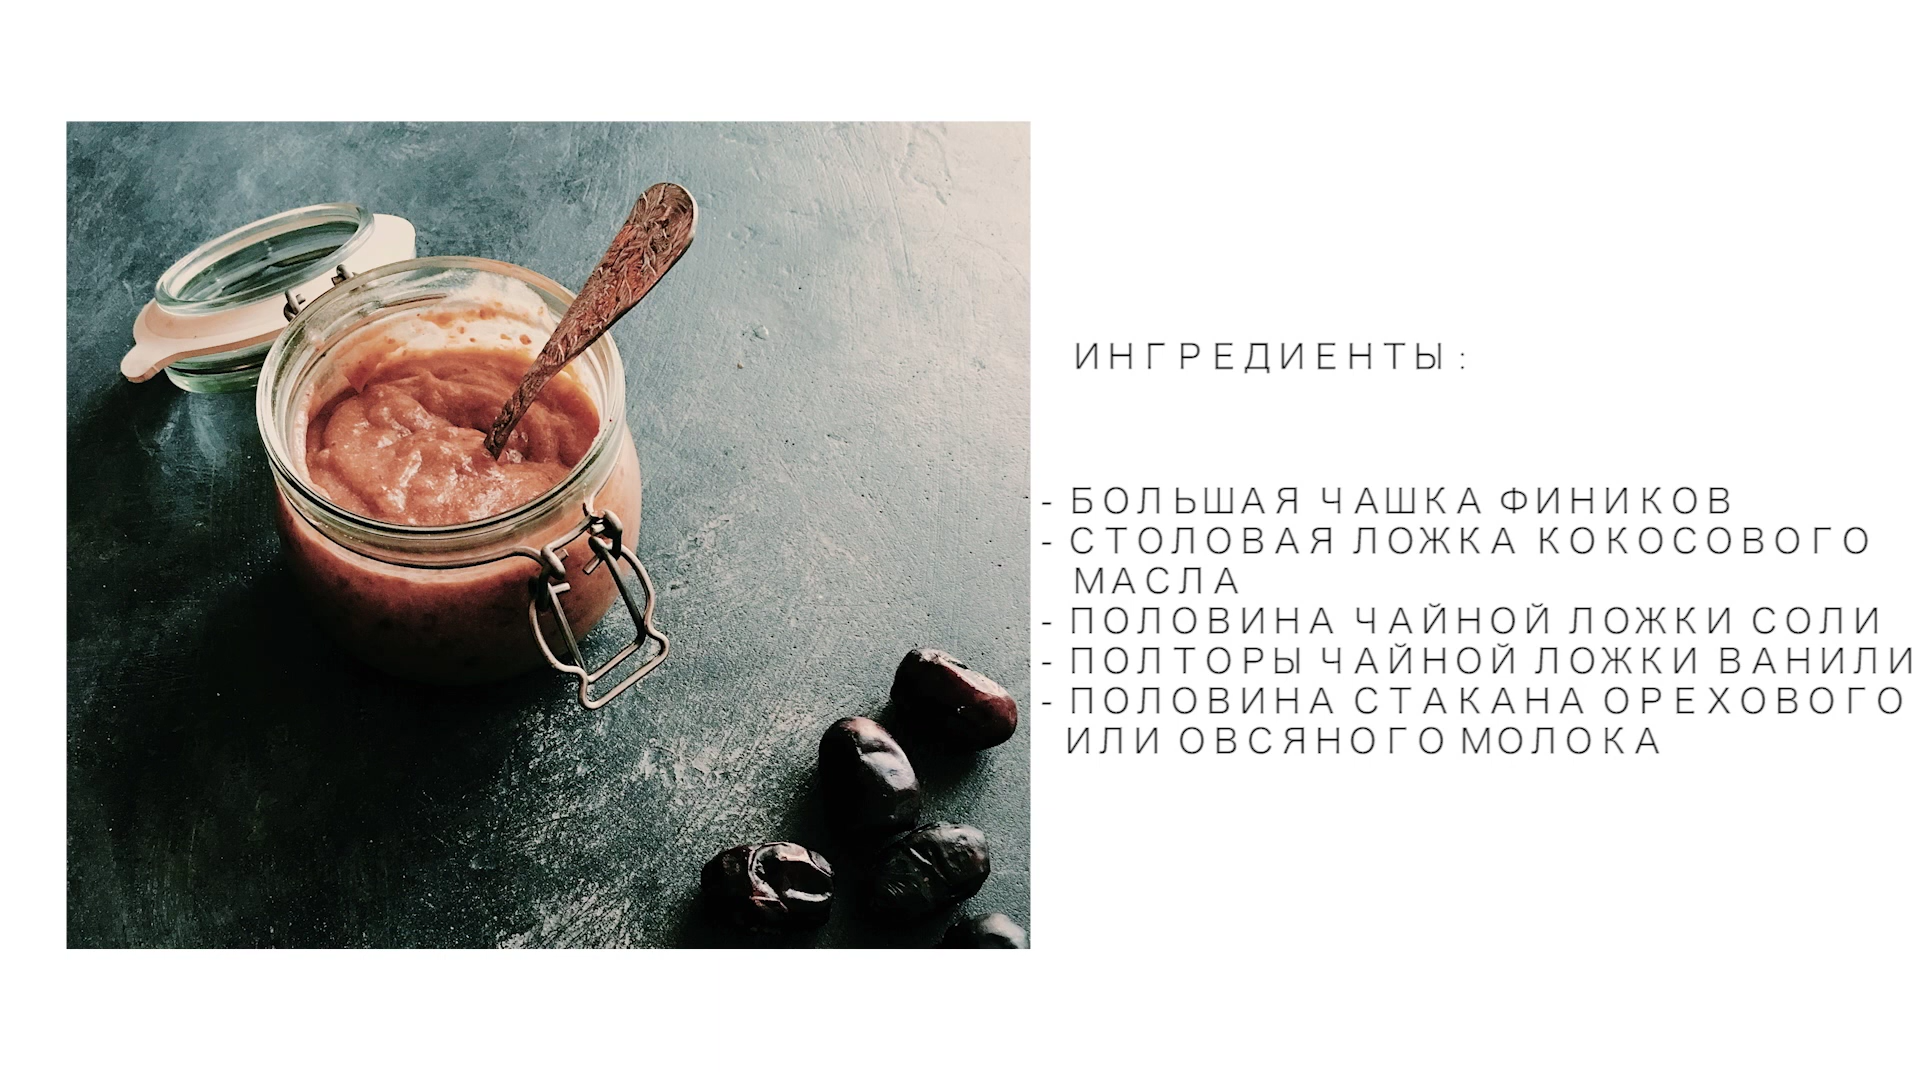 ИНГРЕДИЕНТЫ:
- БОЛЬШАЯ ЧАШКА ФИНИКОВ
- СТОЛОВАЯ ЛОЖКА КОКОСОВОГО
МАСЛА
- ПОЛОВИНА ЧАЙНОЙ ЛОЖКИ СОЛИ
- ПОЛТОРЫ ЧАЙНОЙ ЛОЖКИ ВАНИЛИ
- ПОЛОВИНА СТАКАНА ОРЕХОВОГО
ИЛИ ОВСЯНОГО МОЛОКА